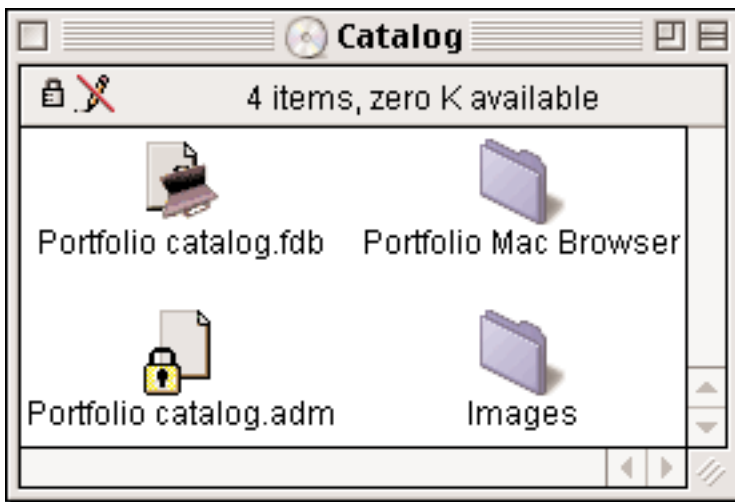 Catalog
4 items, zero K available
Portfolio catalog.fdb
Portfolio Mac Browser
Portfolio catalog.adm
Images